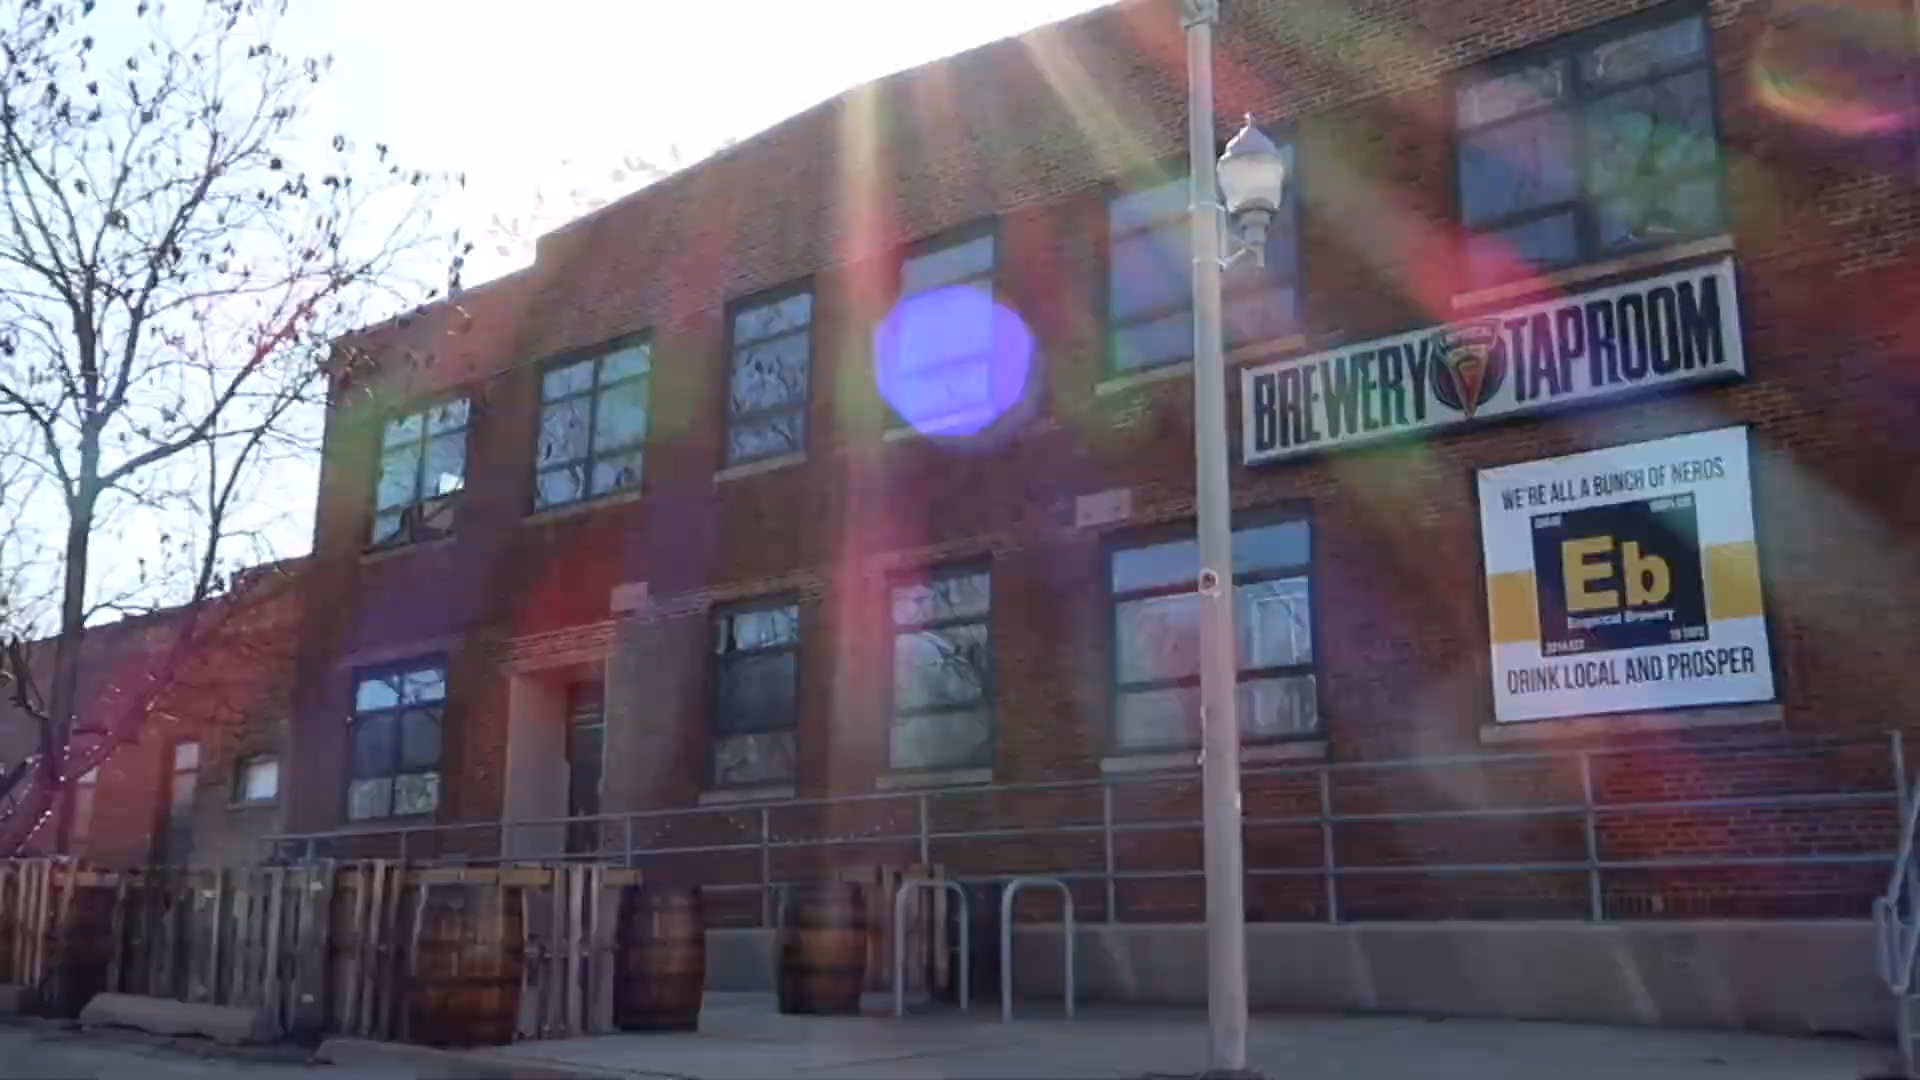 BREWERY TAPROOM
WE'RE ALL A BUNCH OF NERDS
Eb
Empirical Brewery
DRINK LOCAL AND PROSPER